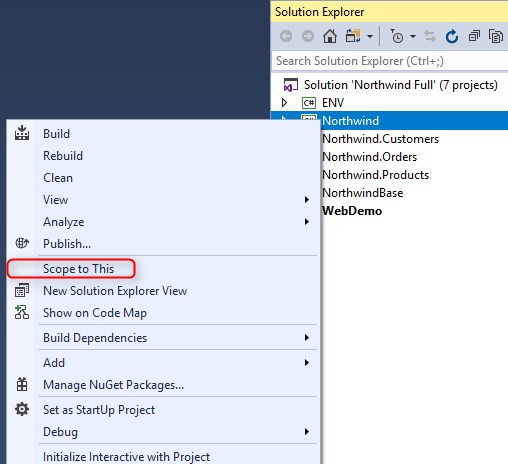 Solution Explorer
Search Solution Explorer (Ctrl+;)
Solution 'Northwind Full' (7 projects)
C# ENV
Northwind
Northwind.Customers
Northwind.Orders
Northwind.Products
NorthwindBase
WebDemo
Build
Rebuild
Clean
View
Analyze
Publish...
Scope to This
New Solution Explorer View
Show on Code Map
Build Dependencies
Add
Manage NuGet Packages...
Set as StartUp Project
Debug
Initialize Interactive with Project